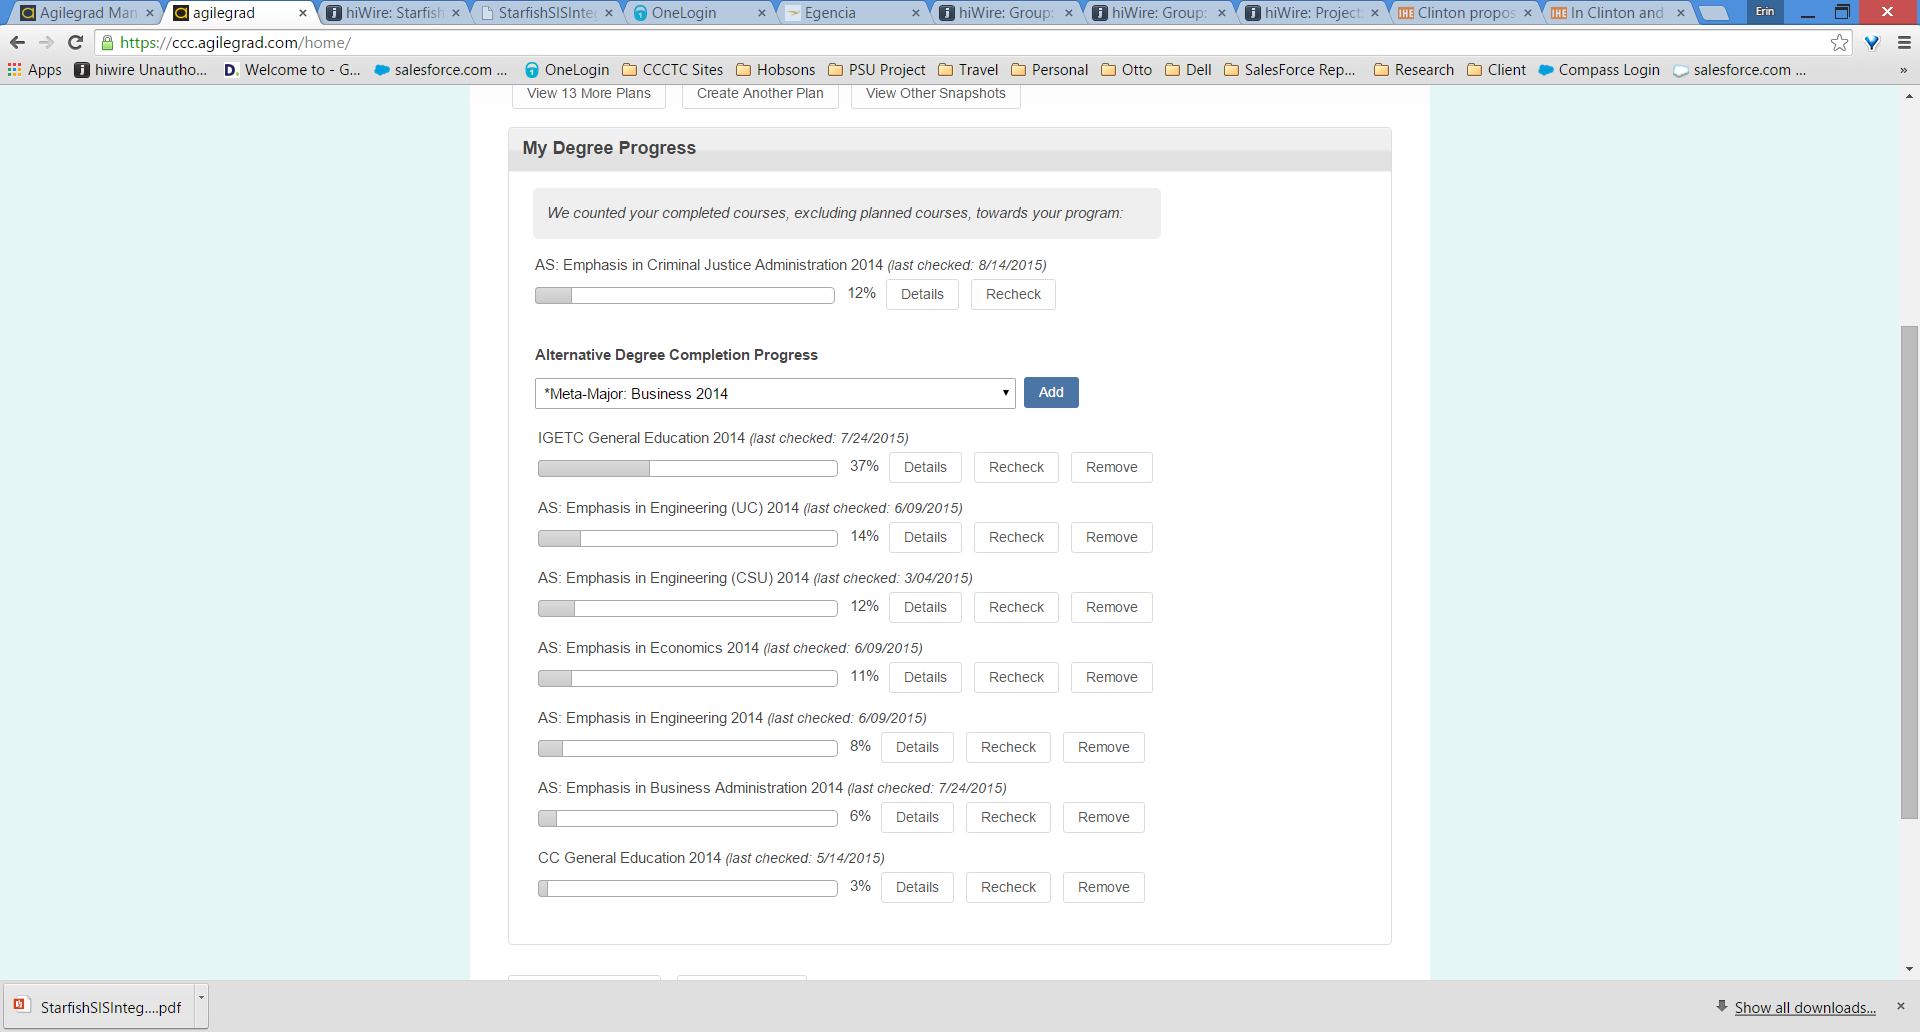 Agilegrad Man
agilegrad
hiWire: Starfish
StarfishSISInteg
OneLogin
Egencia
hiWire: Group:
hiWire: Group:
hiWire: Project:
Clinton propos
In Clinton and
Erin
https://ccc.agilegrad.com/home/
Apps
hiwire Unautho...
Welcome to - G...
salesforce.com ...
OneLogin
CCCTC Sites
Hobsons
PSU Project
Travel
Personal
Otto
Dell
SalesForce Rep...
Research
Client
Compass Login
salesforce.com ...
»
View 13 More Plans
Create Another Plan
View Other Snapshots
My Degree Progress
We counted your completed courses, excluding planned courses, towards your program:
AS: Emphasis in Criminal Justice Administration 2014 (last checked: 8/14/2015)
12% Details Recheck
Alternative Degree Completion Progress
*Meta-Major: Business 2014 Add
IGETC General Education 2014 (last checked: 7/24/2015)
37% Details Recheck Remove
AS: Emphasis in Engineering (UC) 2014 (last checked: 6/09/2015)
14% Details Recheck Remove
AS: Emphasis in Engineering (CSU) 2014 (last checked: 3/04/2015)
12% Details Recheck Remove
AS: Emphasis in Economics 2014 (last checked: 6/09/2015)
11% Details Recheck Remove
AS: Emphasis in Engineering 2014 (last checked: 6/09/2015)
8% Details Recheck Remove
AS: Emphasis in Business Administration 2014 (last checked: 7/24/2015)
6% Details Recheck Remove
CC General Education 2014 (last checked: 5/14/2015)
3% Details Recheck Remove
StarfishSISInteg....pdf
Show all downloads...